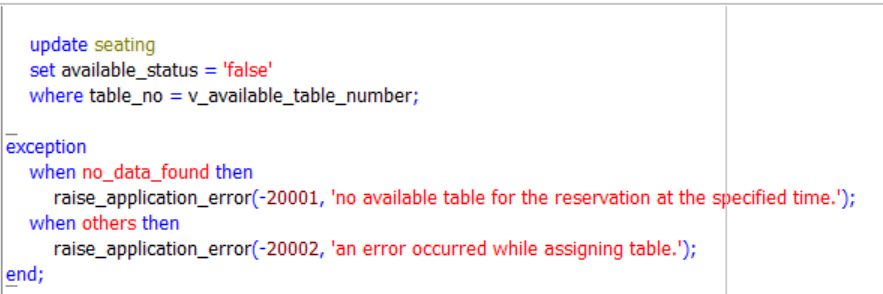 update seating
set available_status = 'false'
where table_no = v_available_table_number;
exception
when no_data_found then
raise_application_error(-20001, 'no available table for the reservation at the specified time.');
when others then
raise_application_error(-20002, 'an error occurred while assigning table.');
end;